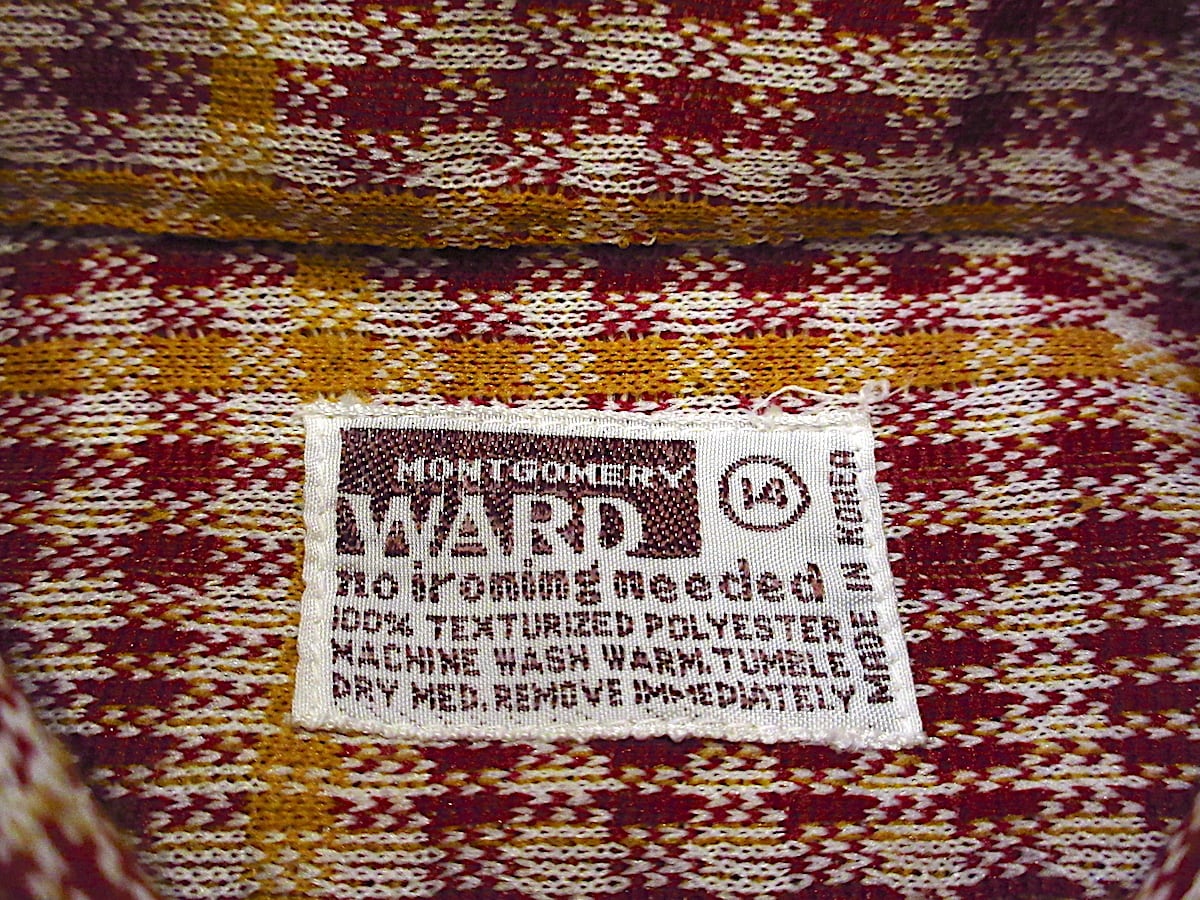 MONTGOMERY
WARD
S
no ironing needed
100% TEXTURIZED POLYESTER
MACHINE WASH WARM. TUMBLE
DRY MED. REMOVE IMMEDIATELY
MADE IN KOREA